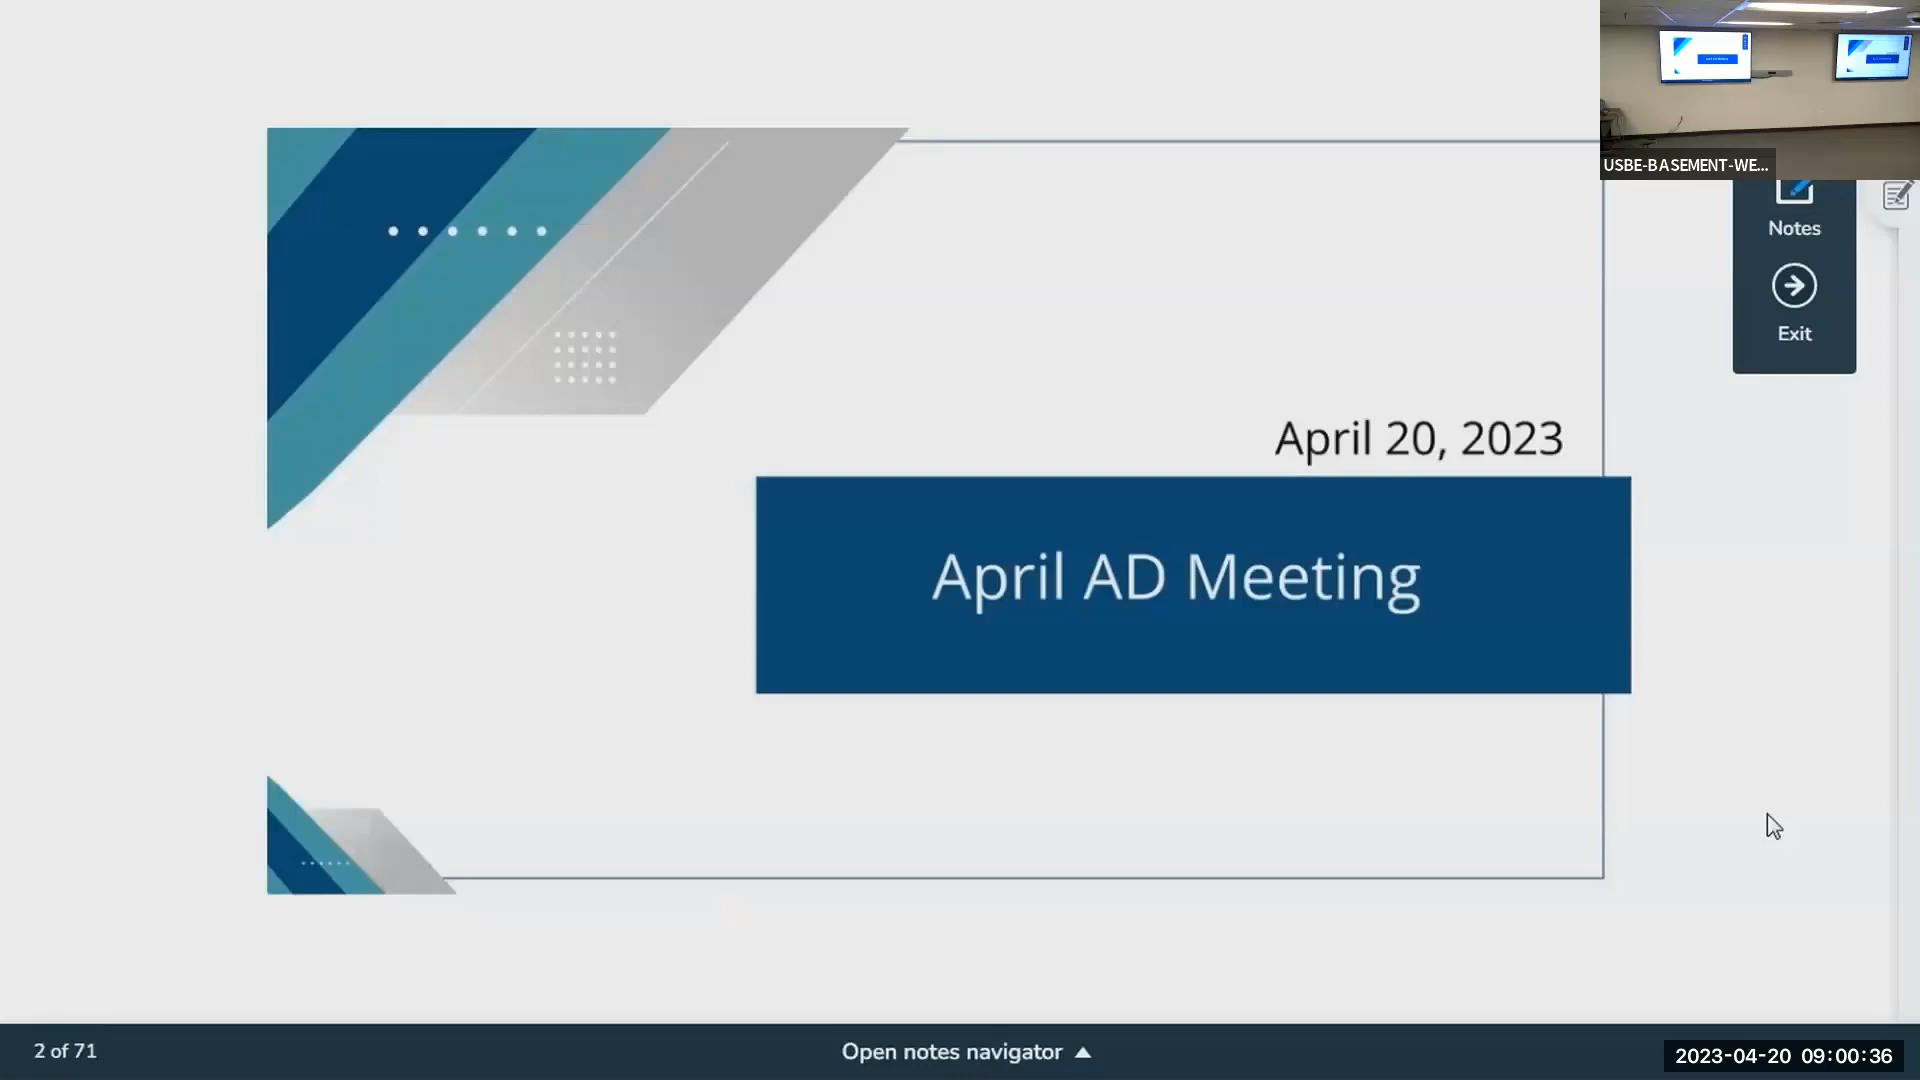 USBE-BASEMENT-WE...
Notes
Exit
April 20, 2023
April AD Meeting
2 of 71
Open notes navigator
2023-04-20 09:00:36